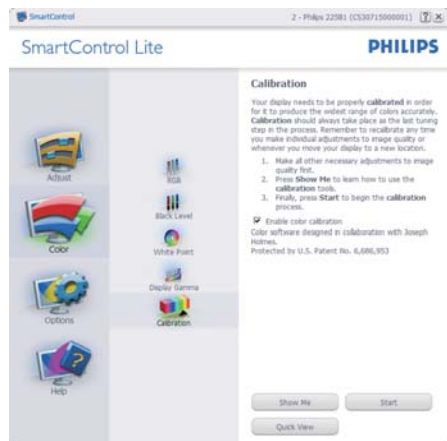 SmartControl
2 - Philips 225B1 (CS30715000001)
SmartControl Lite
PHILIPS
Adjust
Color
Options
Help
RGB
Black Level
White Point
Display Gamma
Calibration
Calibration
Your display needs to be properly calibrated in order
for it to produce the widest range of colors accurately.
Calibration should always take place as the last tuning
step in the process. Remember to recalibrate any time
you make individual adjustments to image quality or
whenever you move your display to a new location.
1. Make all other necessary adjustments to image
quality first.
2. Press Show Me to learn how to use the
calibration tools.
3. Finally, press Start to begin the calibration
process.
Enable color calibration
Color software designed in collaboration with Joseph
Holmes.
Protected by U.S. Patent No. 6,686,953
Show Me
Start
Quick View